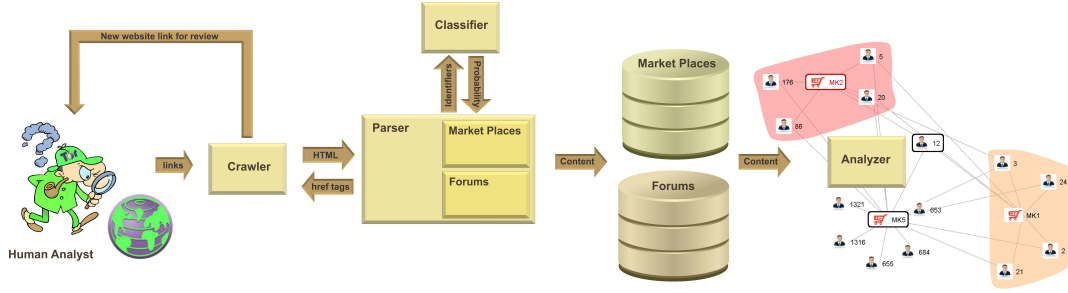 New website link for review
Human Analyst
links
Crawler
HTML
href tags
Classifier
Identifiers
Probability
Parser
Market Places
Forums
Content
Market Places
Forums
Content
Analyzer
5
176
MK2
20
86
12
3
24
1321
653
MK5
MK1
1316
684
655
2
21